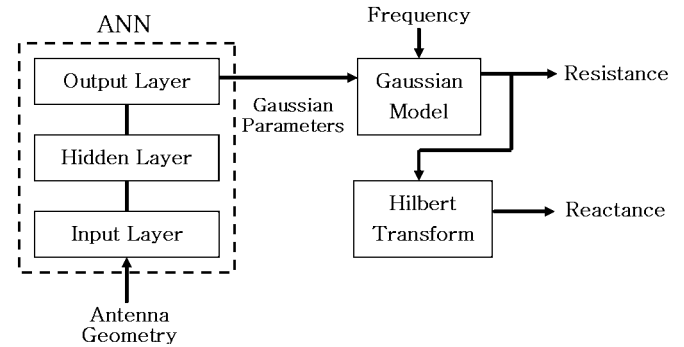 ANN
Frequency
Output Layer
Gaussian
Parameters
Gaussian
Model
Resistance
Hidden Layer
Input Layer
Hilbert
Transform
Reactance
Antenna
Geometry